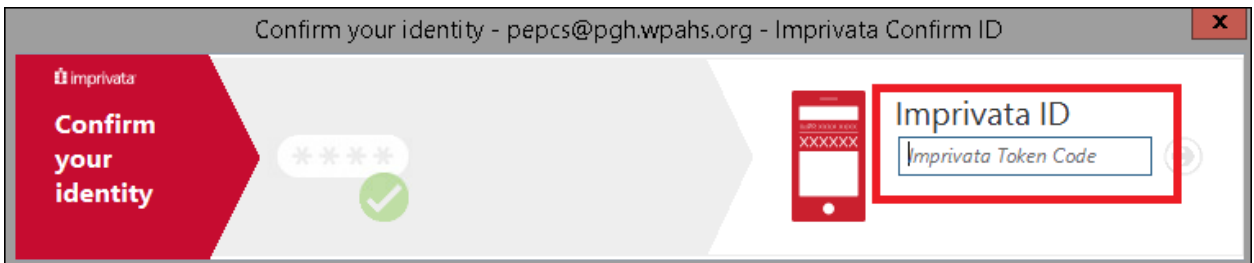 Confirm your identity - pepcs@pgh.wpahs.org - Imprivata Confirm ID
x
imprivata
Confirm
your
identity
****
XXXXXX
Imprivata ID
Imprivata Token Code